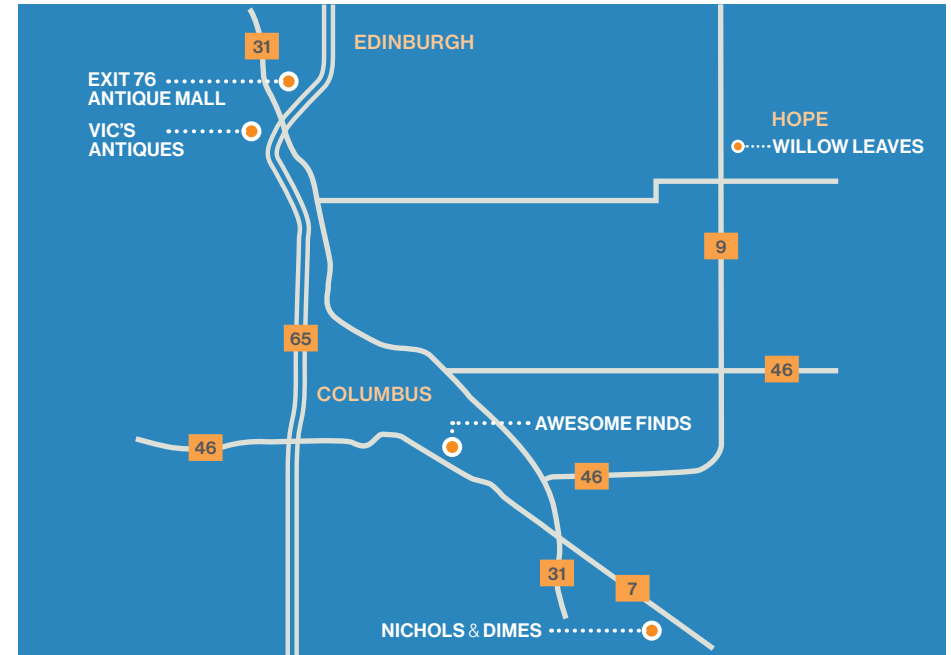 31
EDINBURGH
EXIT 76
ANTIQUE MALL
VIC'S
ANTIQUES
HOPE
WILLOW LEAVES
9
65
46
COLUMBUS
AWESOME FINDS
46
46
31
7
NICHOLS & DIMES